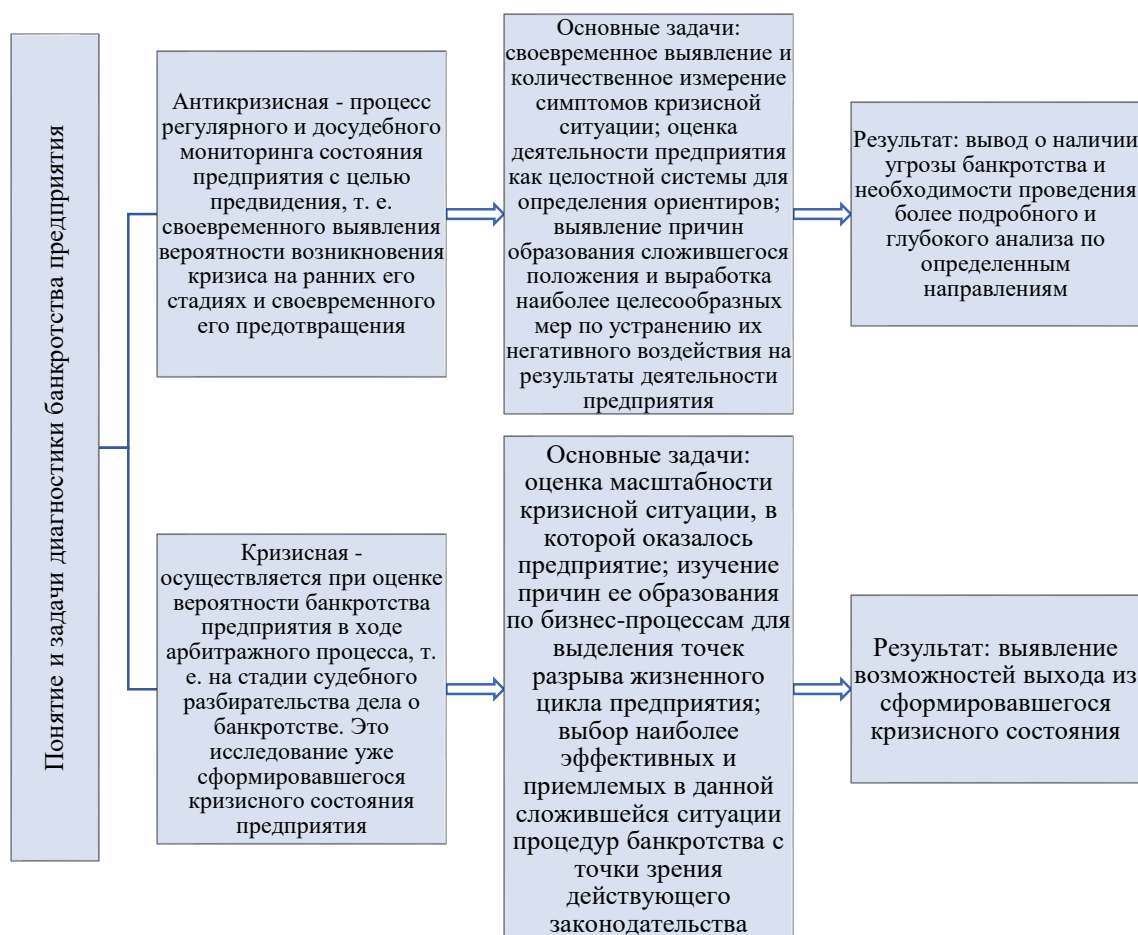 Понятие и задачи диагностики банкротства предприятия
Антикризисная - процесс
регулярного и досудебного
мониторинга состояния
предприятия с целью
предвидения, т. е.
своевременного выявления
вероятности возникновения
кризиса на ранних его
стадиях и своевременного
его предотвращения
Основные задачи:
своевременное выявление и
количественное измерение
симптомов кризисной
ситуации; оценка
деятельности предприятия
как целостной системы для
определения ориентиров;
выявление причин
образования сложившегося
положения и выработка
наиболее целесообразных
мер по устранению их
негативного воздействия на
результаты деятельности
предприятия
Результат: вывод о наличии
угрозы банкротства и
необходимости проведения
более подробного и
глубокого анализа по
определенным
направлениям
Кризисная -
осуществляется при оценке
вероятности банкротства
предприятия в ходе
арбитражного процесса, т.
е. на стадии судебного
разбирательства дела о
банкротстве. Это
исследование уже
сформировавшегося
кризисного состояния
предприятия
Основные задачи:
оценка масштабности
кризисной ситуации, в
которой оказалось
предприятие; изучение
причин ее образования
по бизнес-процессам для
выделения точек
разрыва жизненного
цикла предприятия;
выбор наиболее
эффективных и
приемлемых в данной
сложившейся ситуации
процедур банкротства с
точки зрения
действующего
законодательства
Результат: выявление
возможностей выхода из
сформировавшегося
кризисного состояния